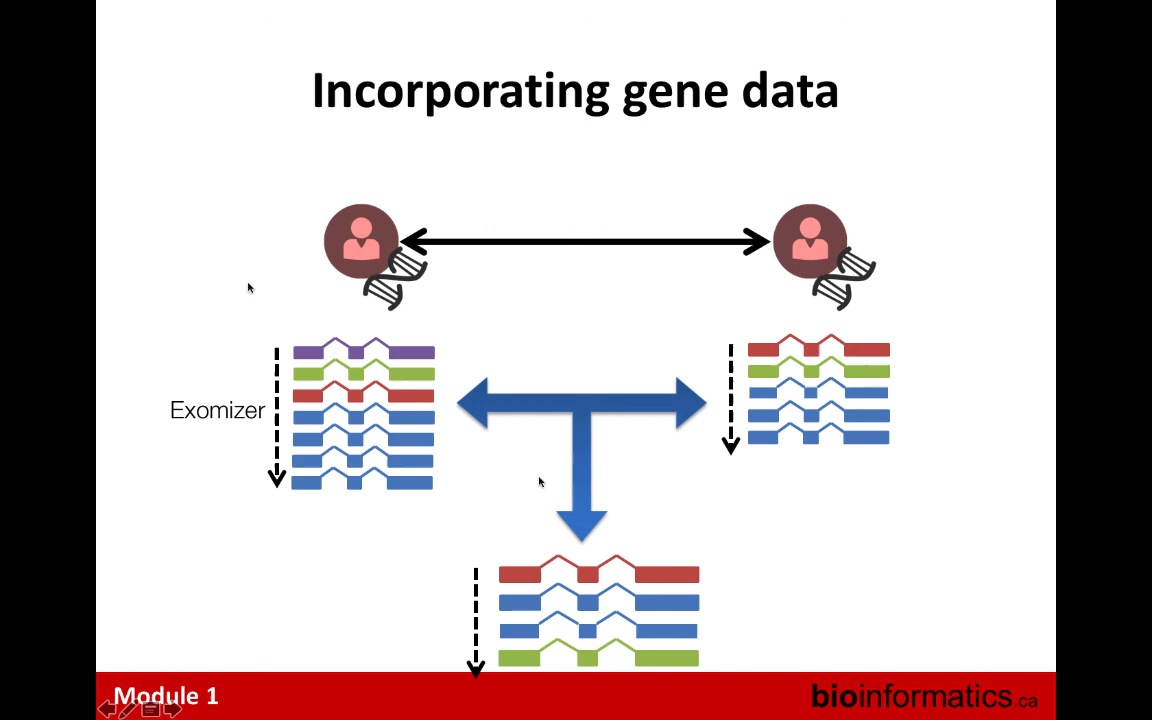 Incorporating gene data
Exomizer
Module 1
bioinformatics.ca